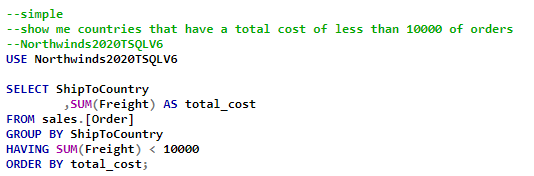 --simple
--show me countries that have a total cost of less than 10000 of orders
--Northwinds2020TSQLV6
USE Northwinds2020TSQLV6
SELECT ShipToCountry
,SUM(Freight) AS total_cost
FROM sales.[Order]
GROUP BY ShipToCountry
HAVING SUM(Freight) < 10000
ORDER BY total_cost;